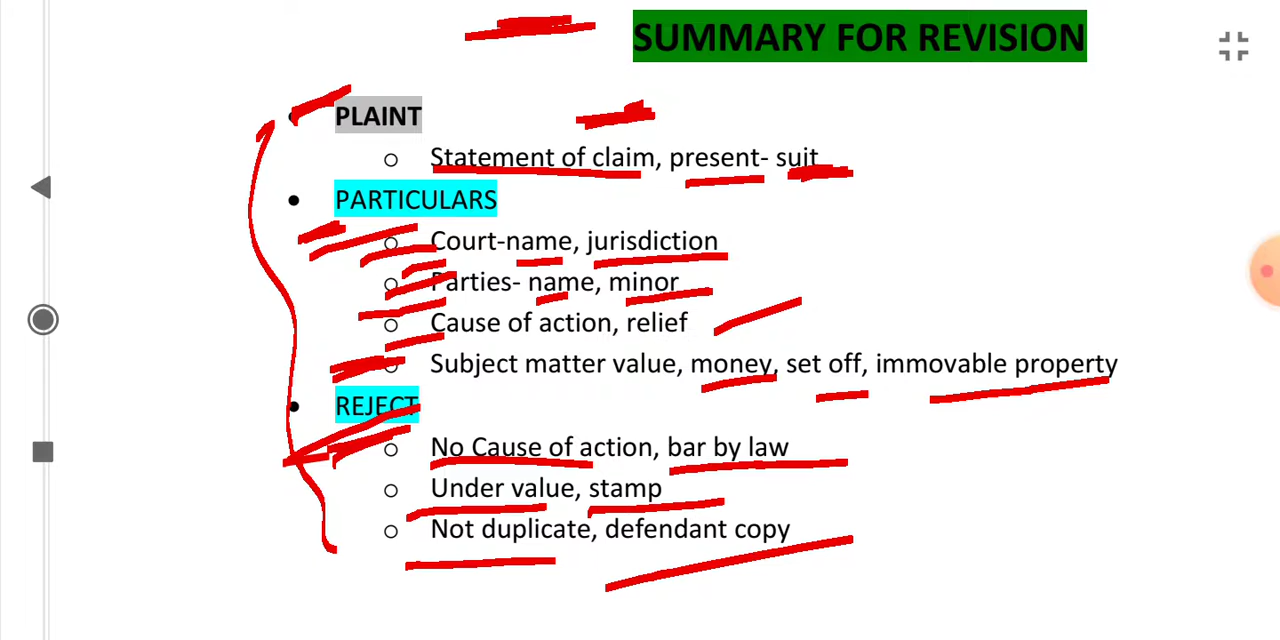 SUMMARY FOR REVISION
PLAINT
Statement of claim, present- suit
PARTICULARS
Court-name, jurisdiction
Parties- name, minor
Cause of action, relief
Subject matter value, money, set off, immovable property
REJECT
No Cause of action, bar by law
Under value, stamp
Not duplicate, defendant copy